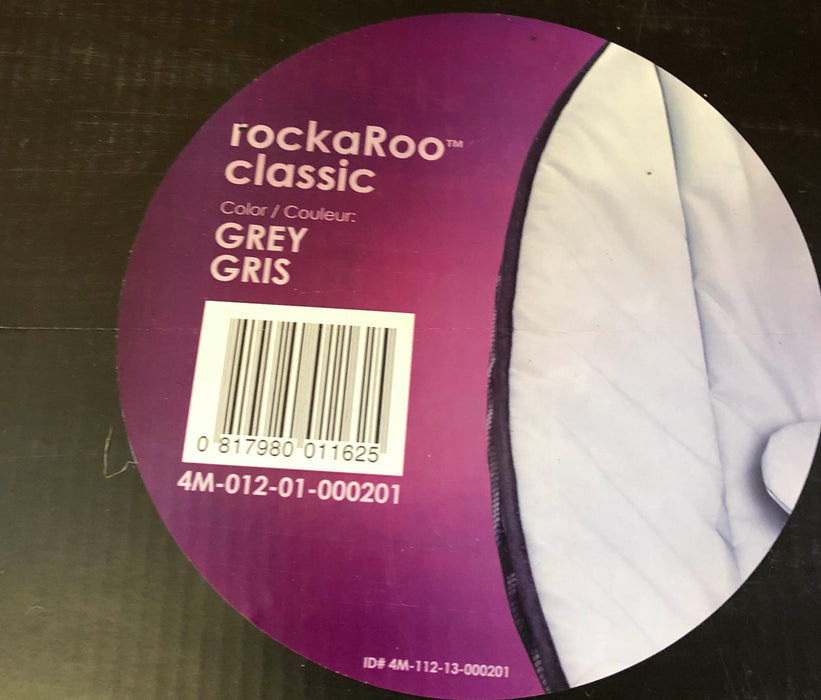 rockaRoo™
classic
Color / Couleur:
GREY
GRIS
0 817980 011625
4M-012-01-000201
ID# 4M-112-13-000201